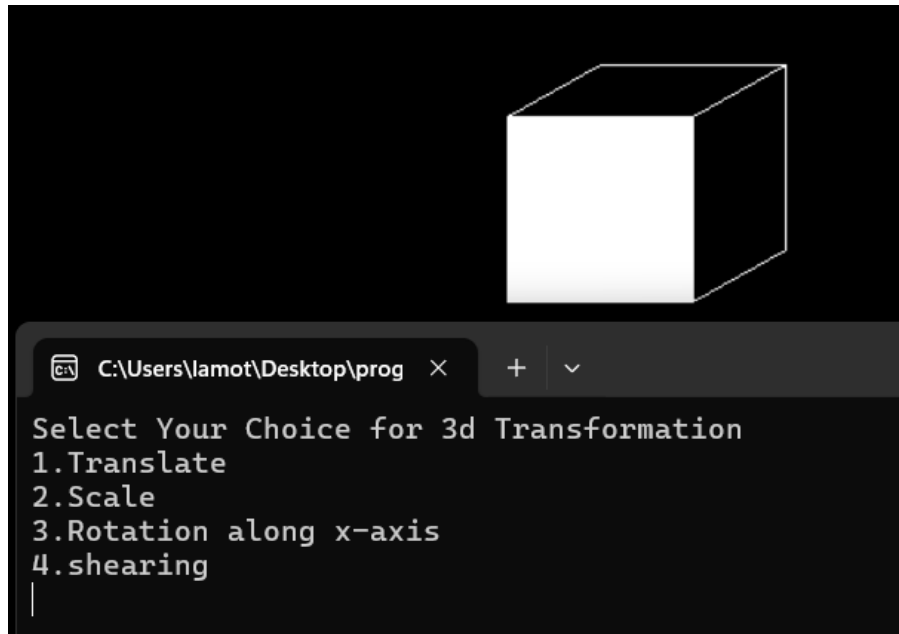 C:\Users\lamot\Desktop\prog
Select Your Choice for 3d Transformation
1.Translate
2.Scale
3.Rotation along x-axis
4.shearing